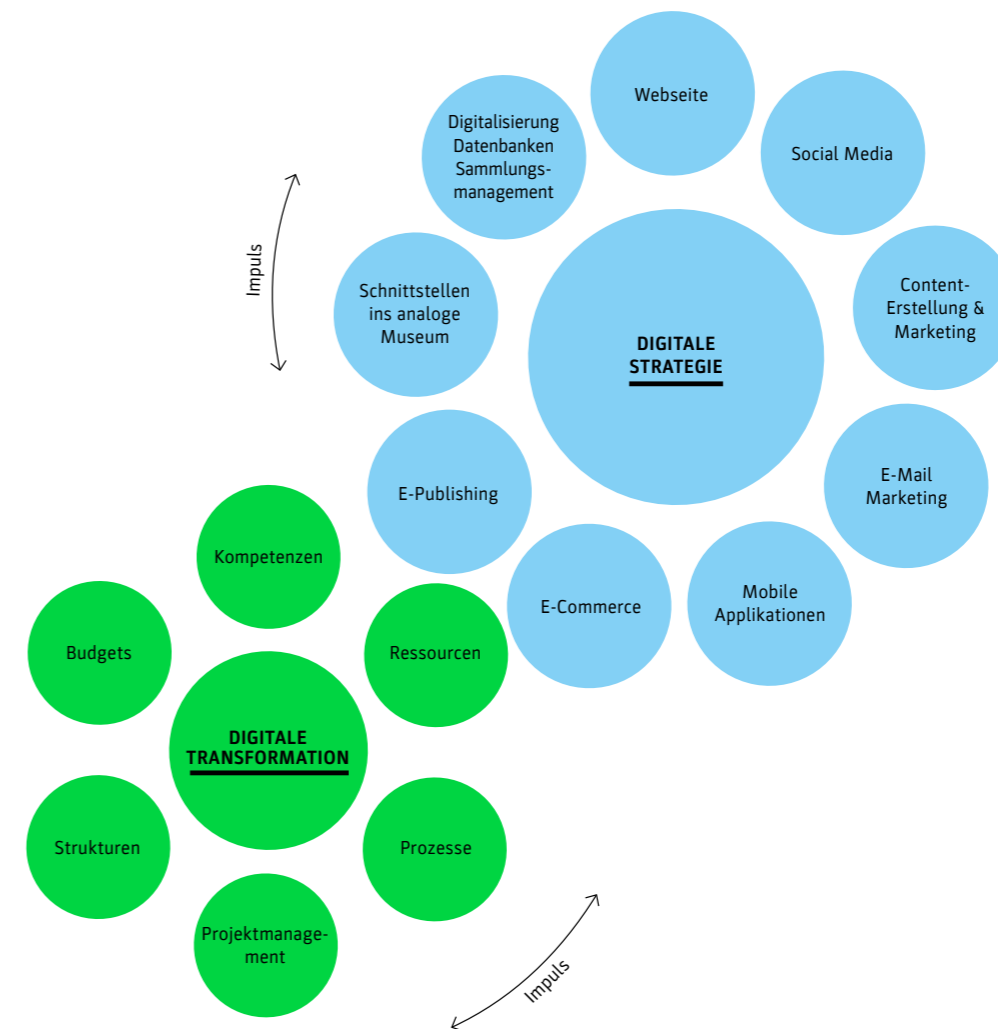 Webseite
Digitalisierung
Datenbanken
Sammlungs-
management
Social Media
Impuls
Schnittstellen
ins analoge
Museum
Content-
Erstellung &
Marketing
DIGITALE
STRATEGIE
E-Publishing
E-Mail
Marketing
E-Commerce
Mobile
Applikationen
Kompetenzen
Budgets
Ressourcen
DIGITALE
TRANSFORMATION
Strukturen
Prozesse
Projektmanage-
ment
Impuls